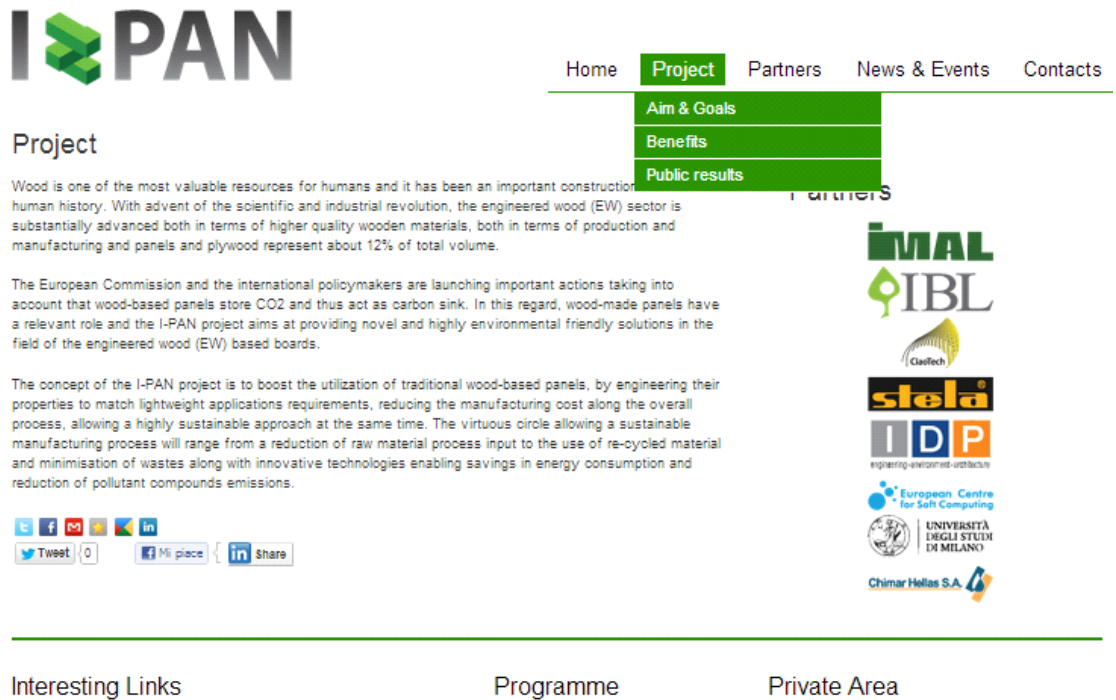 I PAN
Home Project Partners News & Events Contacts
Aim & Goals
Benefits
Public results
Project
Wood is one of the most valuable resources for humans and it has been an important construction
human history. With advent of the scientific and industrial revolution, the engineered wood (EW) sector is
substantially advanced both in terms of higher quality wooden materials, both in terms of production and
manufacturing and panels and plywood represent about 12% of total volume.
The European Commission and the international policymakers are launching important actions taking into
account that wood-based panels store CO2 and thus act as carbon sink. In this regard, wood-made panels have
a relevant role and the I-PAN project aims at providing novel and highly environmental friendly solutions in the
field of the engineered wood (EW) based boards.
The concept of the I-PAN project is to boost the utilization of traditional wood-based panels, by engineering their
properties to match lightweight applications requirements, reducing the manufacturing cost along the overall
process, allowing a highly sustainable approach at the same time. The virtuous circle allowing a sustainable
manufacturing process will range from a reduction of raw material process input to the use of re-cycled material
and minimisation of wastes along with innovative technologies enabling savings in energy consumption and
reduction of pollutant compounds emissions.
Tweet 0 Mi piace in Share
Partners
IMAL
IBL
CiaoTech
stela
IDP
engineering-environment-architecture
European Centre
for Soft Computing
UNIVERSITÀ
DEGLI STUDI
DI MILANO
Chimar Hellas S.A.
Interesting Links Programme Private Area